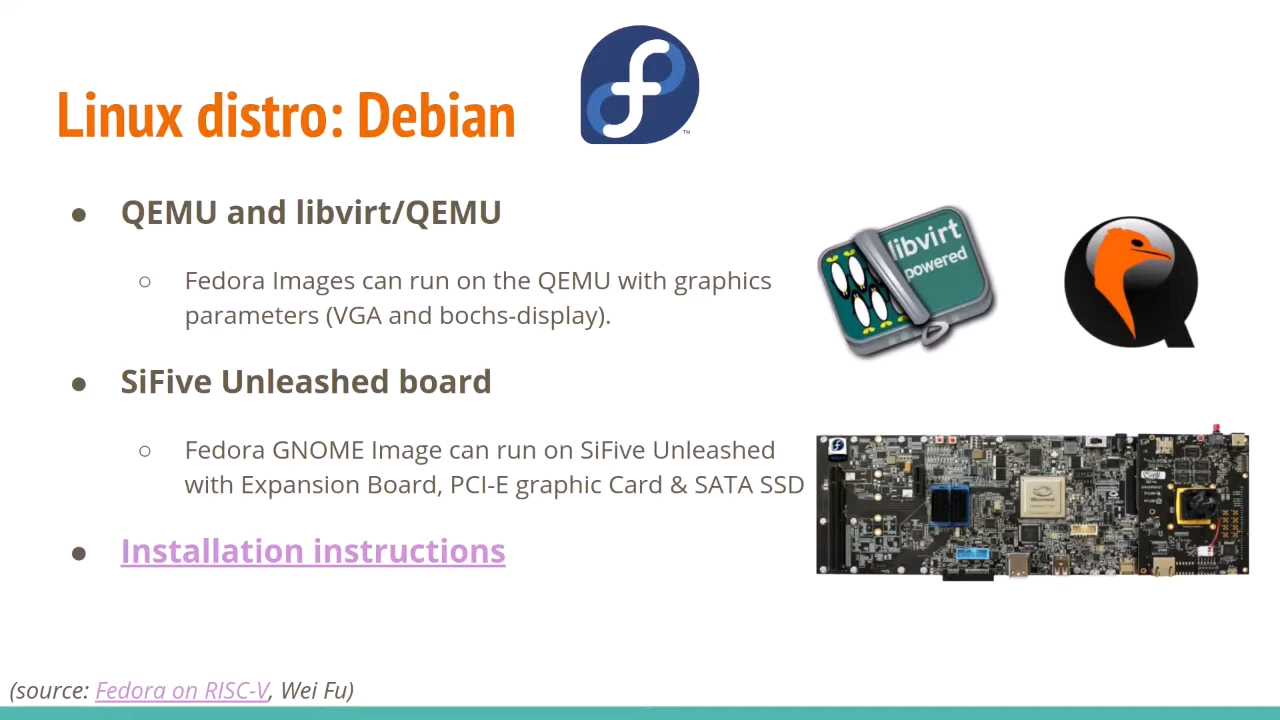 Linux distro: Debian
TM
● QEMU and libvirt/QEMU
○ Fedora Images can run on the QEMU with graphics
parameters (VGA and bochs-display).
libvirt
powered
● SiFive Unleashed board
○ Fedora GNOME Image can run on SiFive Unleashed
with Expansion Board, PCI-E graphic Card & SATA SSD
● Installation instructions
(source: Fedora on RISC-V, Wei Fu)